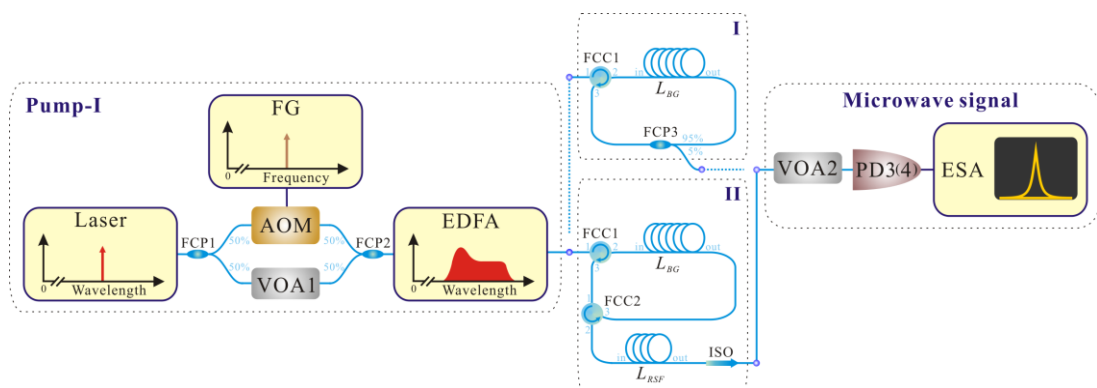 Pump-I
FG
0
Frequency
Laser
0
Wavelength
FCP1
50%
50%
AOM
VOA1
50%
50%
FCP2
EDFA
0
Wavelength
I
FCC1
1
2
3
in
out
L_BG
FCP3
95%
5%
II
FCC1
1
2
3
in
out
L_BG
FCC2
3
2
in
out
L_RSF
ISO
Microwave signal
VOA2
PD3(4)
ESA